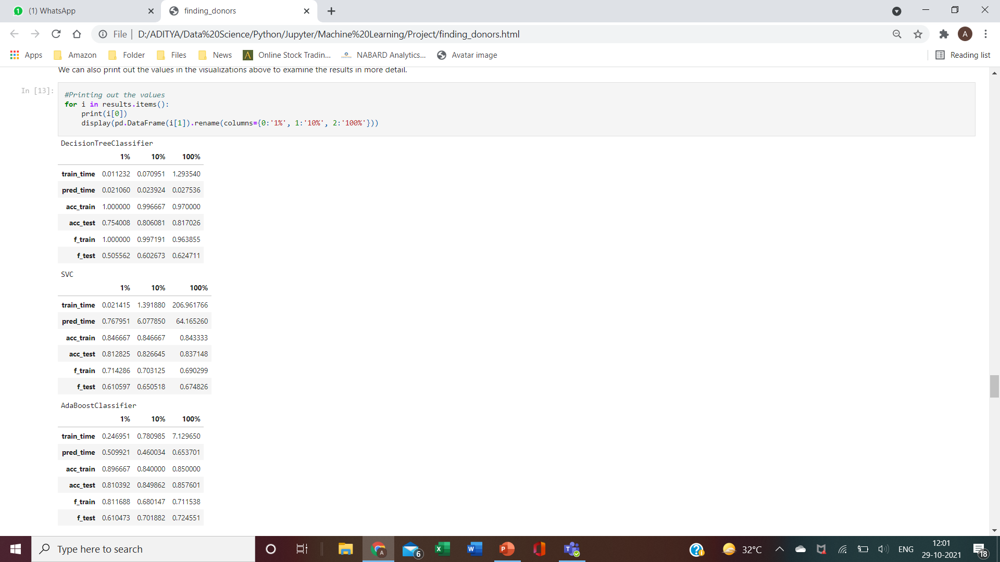 (1) WhatsApp
finding_donors
File | D:/ADITYA/Data%20Science/Python/Jupyter/Machine%20Learning/Project/finding_donors.html
A
Apps Amazon Folder Files News A Online Stock Tradin... NABARD Analytics... Avatar image Reading list
We can also print out the values in the visualizations above to examine the results in more detail.
In [13]:
#Printing out the values
for i in results.items():
    print(i[0])
    display(pd.DataFrame(i[1]).rename(columns={0:'1%', 1:'10%', 2:'100%'}))
DecisionTreeClassifier
1% 10% 100%
train_time 0.011232 0.070951 1.293540
pred_time 0.021060 0.023924 0.027536
acc_train 1.000000 0.996667 0.970000
acc_test 0.754008 0.806081 0.817026
f_train 1.000000 0.997191 0.963855
f_test 0.505562 0.602673 0.624711
SVC
1% 10% 100%
train_time 0.021415 1.391880 206.961766
pred_time 0.767951 6.077850 64.165260
acc_train 0.846667 0.846667 0.843333
acc_test 0.812825 0.826645 0.837148
f_train 0.714286 0.703125 0.690299
f_test 0.610597 0.650518 0.674826
AdaBoostClassifier
1% 10% 100%
train_time 0.246951 0.780985 7.129650
pred_time 0.509921 0.460034 0.653701
acc_train 0.896667 0.840000 0.850000
acc_test 0.810392 0.849862 0.857601
f_train 0.811688 0.680147 0.711538
f_test 0.610473 0.701882 0.724551
Type here to search
A
6
32°C
ENG
12:01
29-10-2021
18